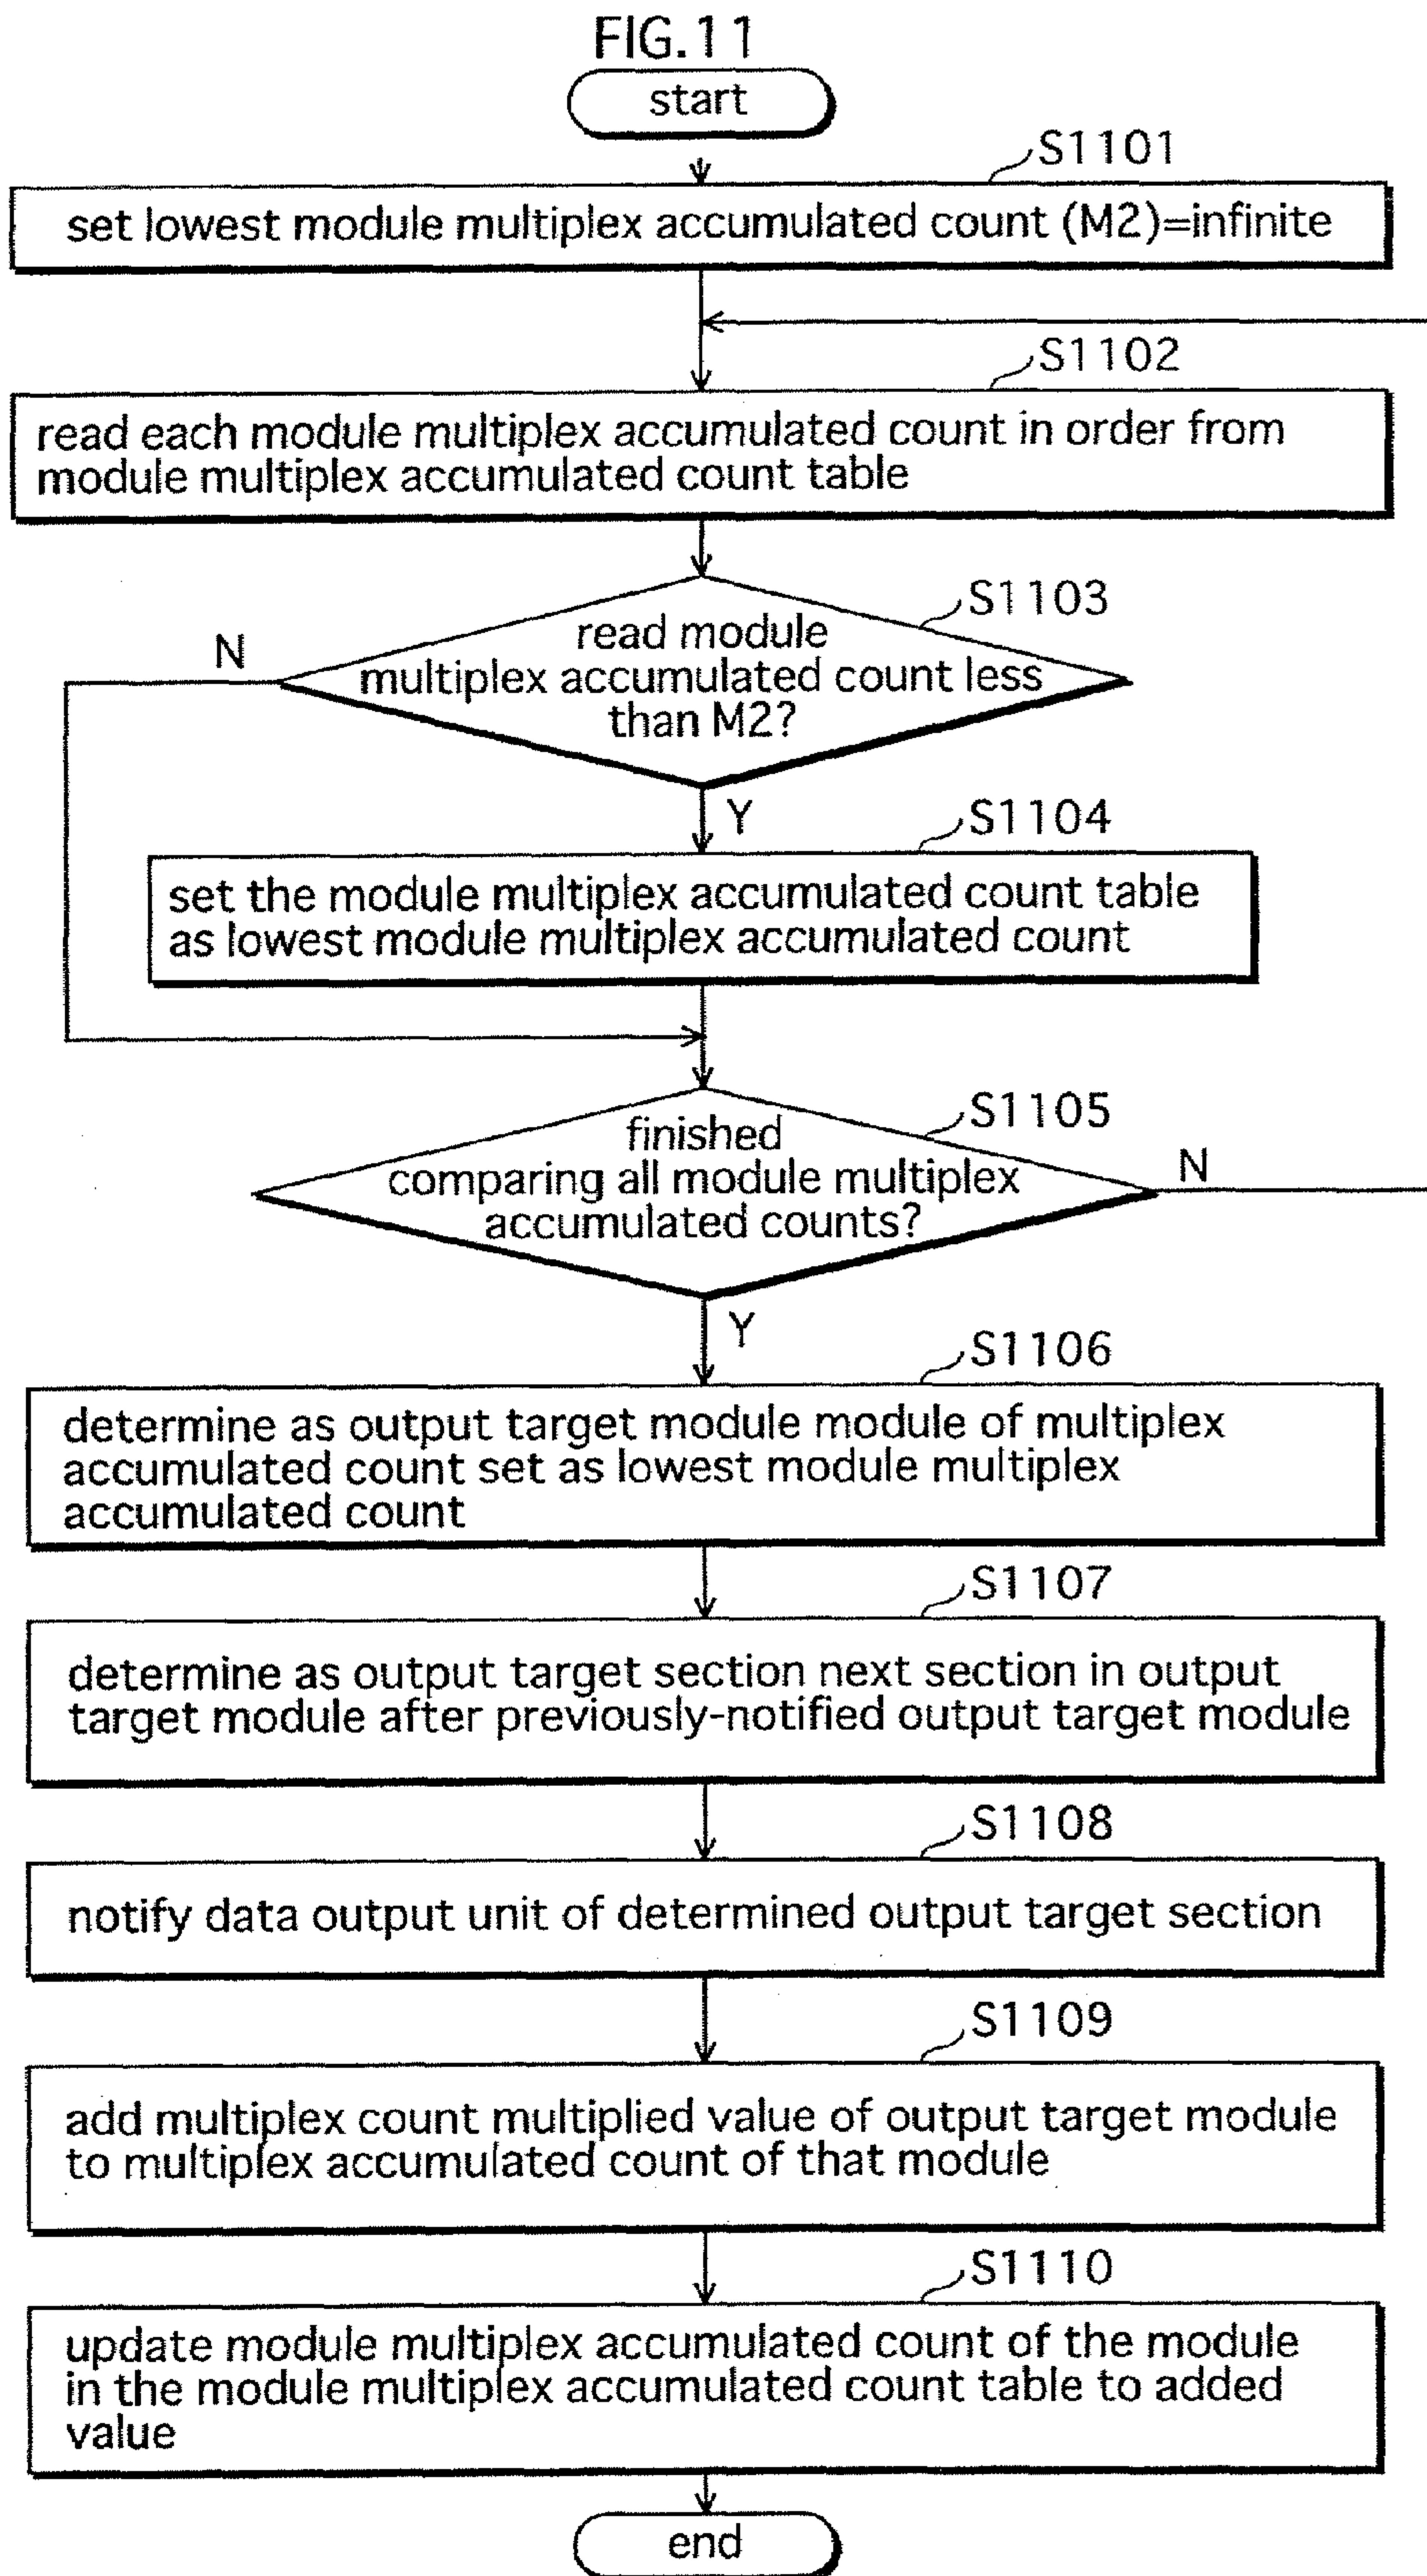 FIG.11
start
S1101
set lowest module multiplex accumulated count (M2)=infinite
S1102
read each module multiplex accumulated count in order from
module multiplex accumulated count table
S1103
N
read module
multiplex accumulated count less
than M2?
Y
S1104
set the module multiplex accumulated count table
as lowest module multiplex accumulated count
S1105
finished
comparing all module multiplex
accumulated counts?
N
Y
S1106
determine as output target module module of multiplex
accumulated count set as lowest module multiplex
accumulated count
S1107
determine as output target section next section in output
target module after previously-notified output target module
S1108
notify data output unit of determined output target section
S1109
add multiplex count multiplied value of output target module
to multiplex accumulated count of that module
S1110
update module multiplex accumulated count of the module
in the module multiplex accumulated count table to added
value
end